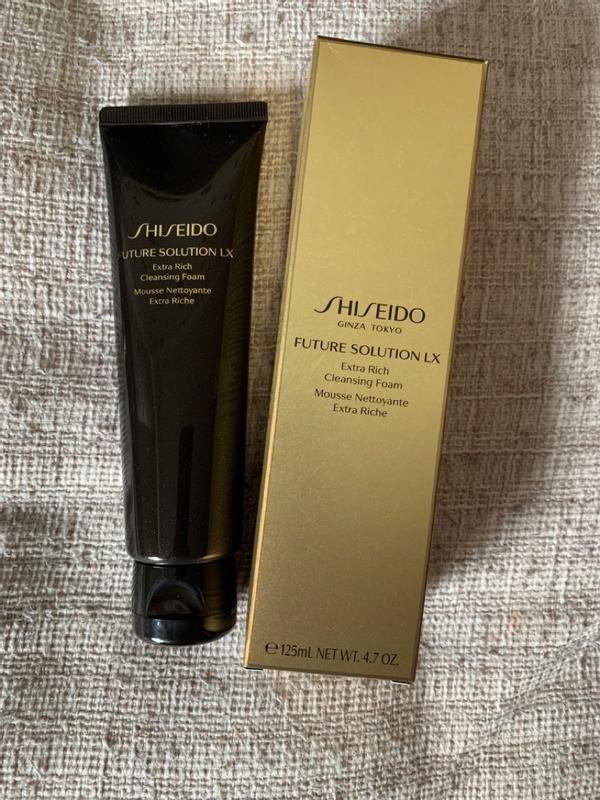 SHISEIDO
FUTURE SOLUTION LX
Extra Rich
Cleansing Foam
Mousse Nettoyante
Extra Riche
SHISEIDO
GINZA TOKYO
FUTURE SOLUTION LX
Extra Rich
Cleansing Foam
Mousse Nettoyante
Extra Riche
℮125mL NET WT. 4.7 OZ.